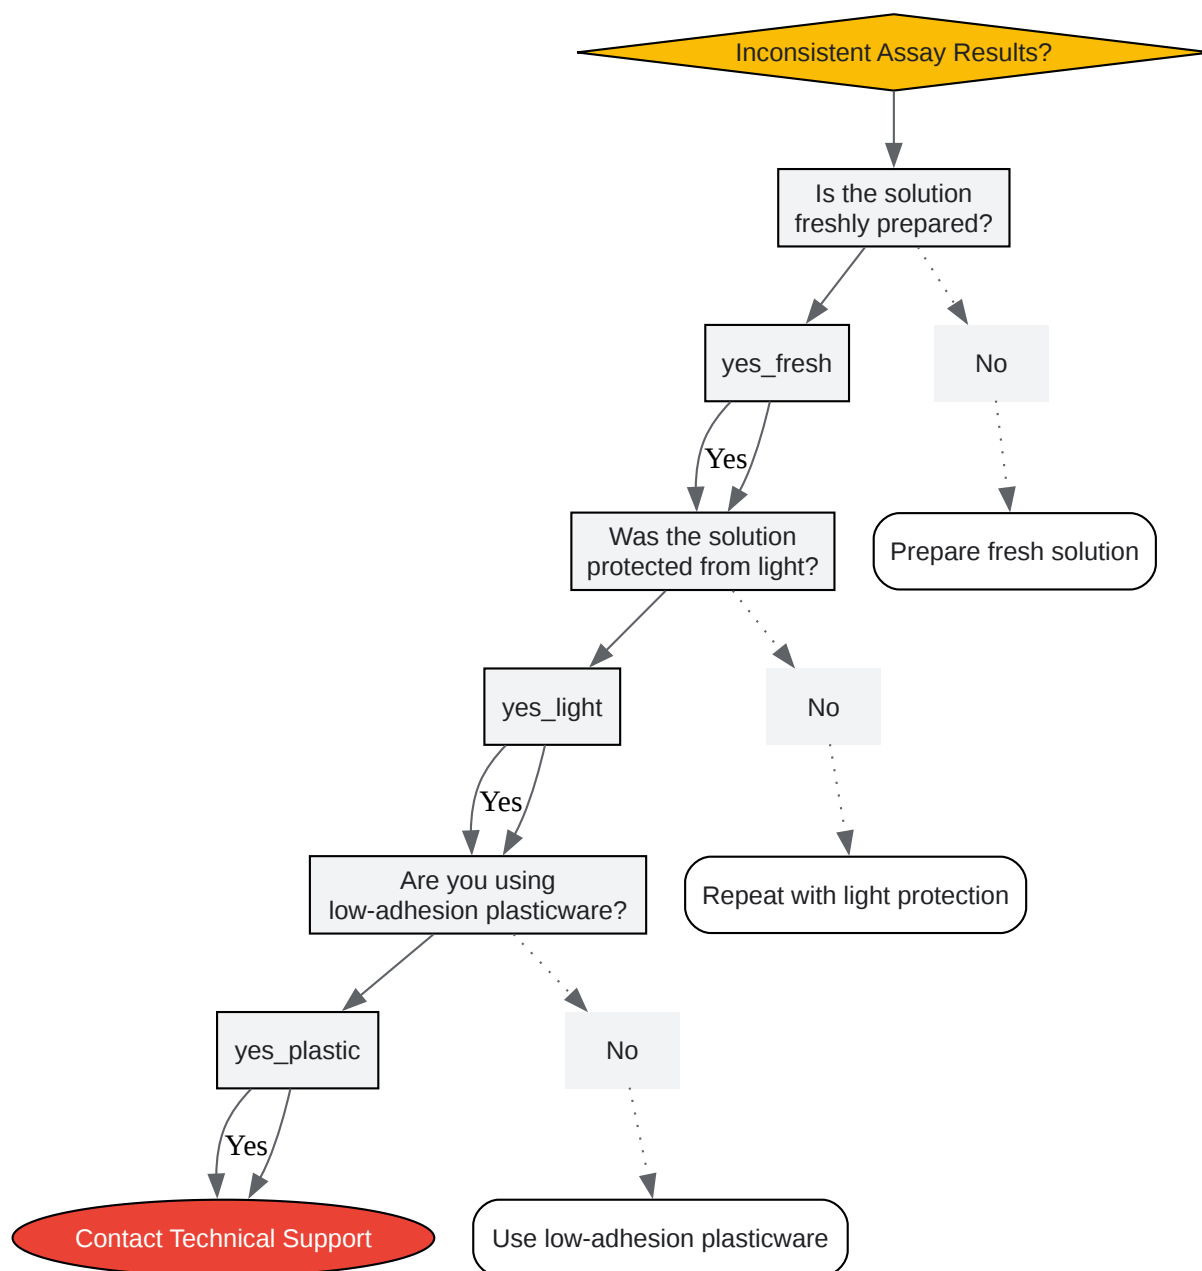 Inconsistent Assay Results?
Is the solution
freshly prepared?
yes_fresh
No
Yes
Was the solution
protected from light?
Prepare fresh solution
yes_light
No
Yes
Are you using
low-adhesion plasticware?
Repeat with light protection
yes_plastic
No
Yes
Contact Technical Support
Use low-adhesion plasticware